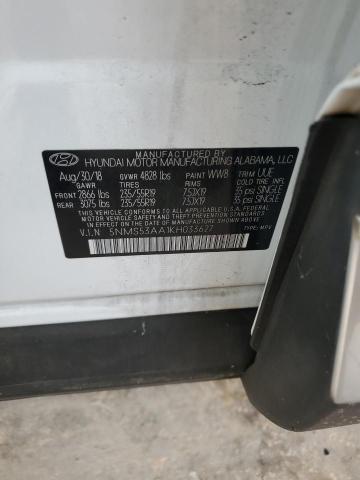 MANUFACTURED BY
HYUNDAI MOTOR MANUFACTURING ALABAMA, LLC
Aug/30/18 GVWR 4828 lbs PAINT WW8 TRIM UUE
GAWR TIRES RIMS COLD TIRE INFL
FRONT 2866 lbs 235/55R19 7.5JX19 35 psi SINGLE
REAR 3075 lbs 235/55R19 7.5JX19 35 psi SINGLE
THIS VEHICLE CONFORMS TO ALL APPLICABLE U.S.A. FEDERAL
MOTOR VEHICLE SAFETY STANDARDS IN EFFECT ON THE DATE
OF MANUFACTURE SHOWN ABOVE.
V.I.N 5NMS53AA1KH033627 TYPE: MPV